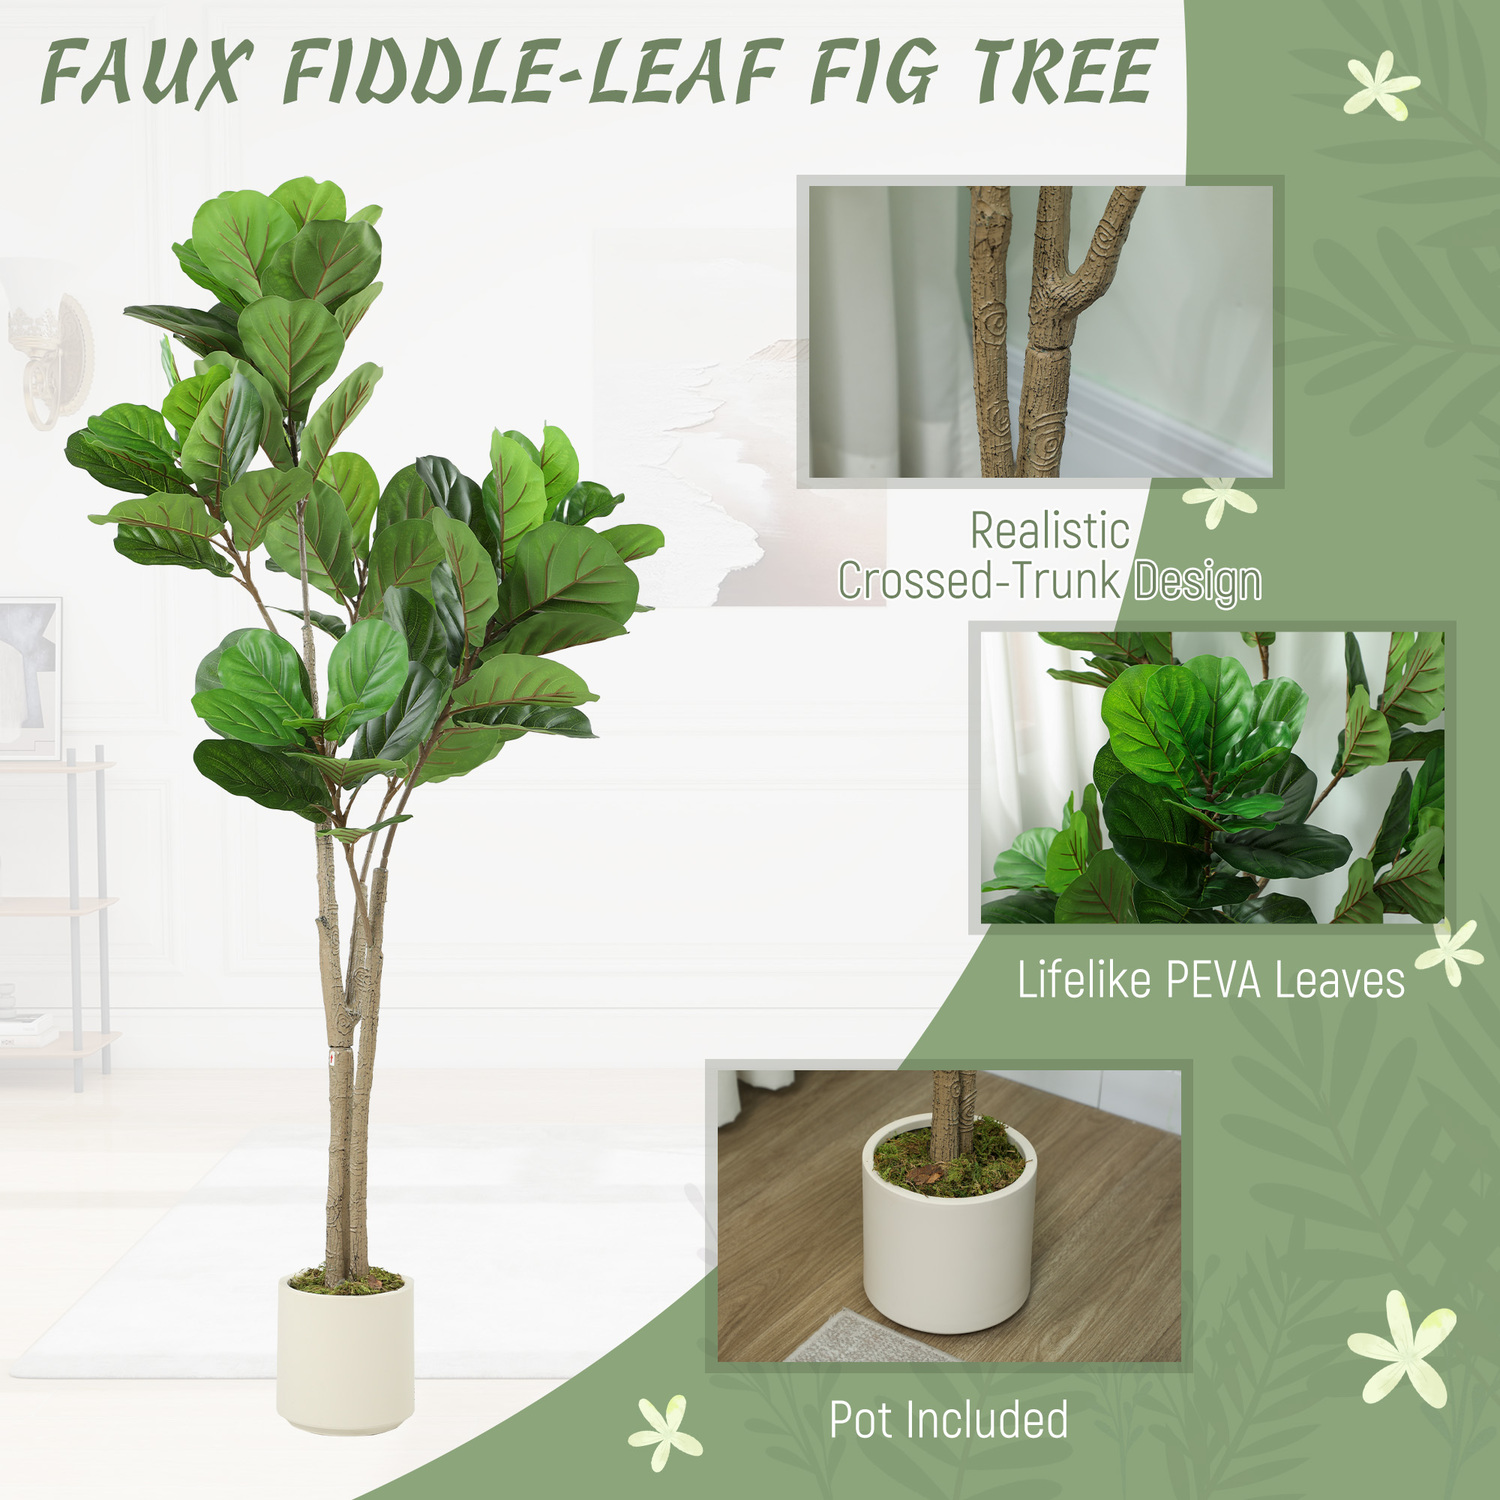 FAUX FIDDLE-LEAF FIG TREE
Realistic
Crossed-Trunk Design
Lifelike PEVA Leaves
Pot Included